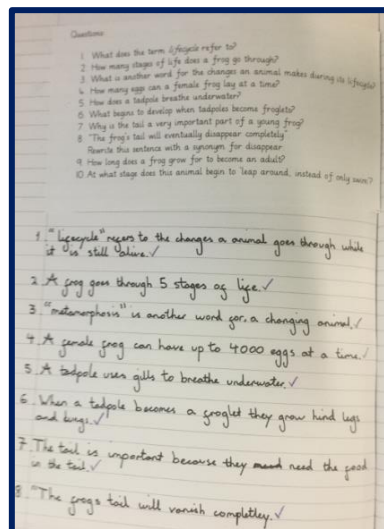 Questions:
1. What does the term lifecycle refer to?
2. How many stages of life does a frog go through?
3. What is another word for the changes an animal makes during its lifecycle?
4. How many eggs can a female frog lay at a time?
5. How does a tadpole breathe underwater?
6. What begins to develop when tadpoles become froglets?
7. Why is the tail a very important part of a young frog?
8. "The frog's tail will eventually disappear completely".
Rewrite this sentence with a synonym for disappear.
9. How long does a frog grow for to become an adult?
10. At what stage does this animal begin to 'leap around, instead of only swim'?
1. "lifecycle" refers to the changes a animal goes through while
it is still alive. ✓
2. A frog goes through 5 stages of life. ✓
3. "metamorphosis" is another word for a changing animal. ✓
4. A female frog can have up to 4000 eggs at a time. ✓
5. A tadpole uses gills to breathe underwater. ✓
6. When a tadpole becomes a froglet they grow hind legs
and lungs. ✓
7. The tail is important because they need the food
in the tail. ✓
8. "The frogs tail will vanish completley. ✓